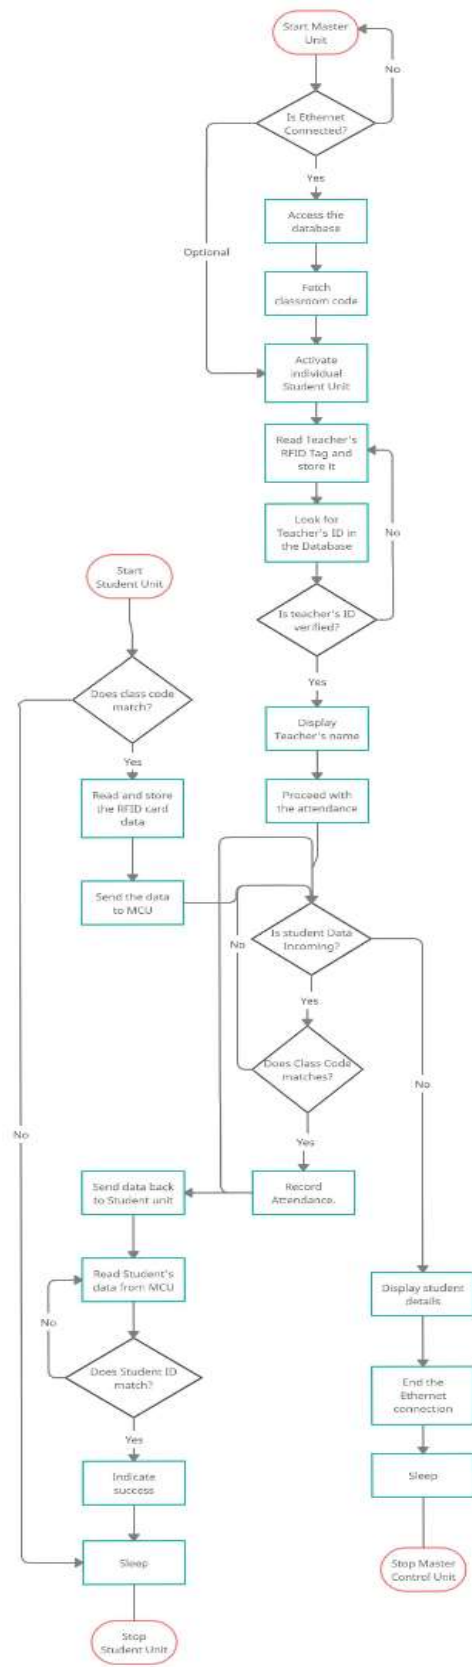 Start Master
Unit
No
Is Ethernet
Connected?
Yes
Access the
database
Optional
Fetch
classroom code
Activate
individual
Student Unit
Read Teacher's
RFID Tag and
store it
Look for
Teacher's ID in
the Database
No
Is teacher's ID
verified?
Yes
Display
Teacher's name
Proceed with
the attendance
Start
Student Unit
Does class code
match?
Yes
Read and store
the RFID card
data
Send the data
to MCU
No
Is student Data
Incoming?
No
Yes
Does Class Code
matches?
No
Yes
Record
Attendance.
Send data back
to Student unit
Read Student's
data from MCU
No
Does Student ID
match?
Yes
Indicate
success
Sleep
Stop
Student Unit
Display student
details
End the
Ethernet
connection
Sleep
Stop Master
Control Unit